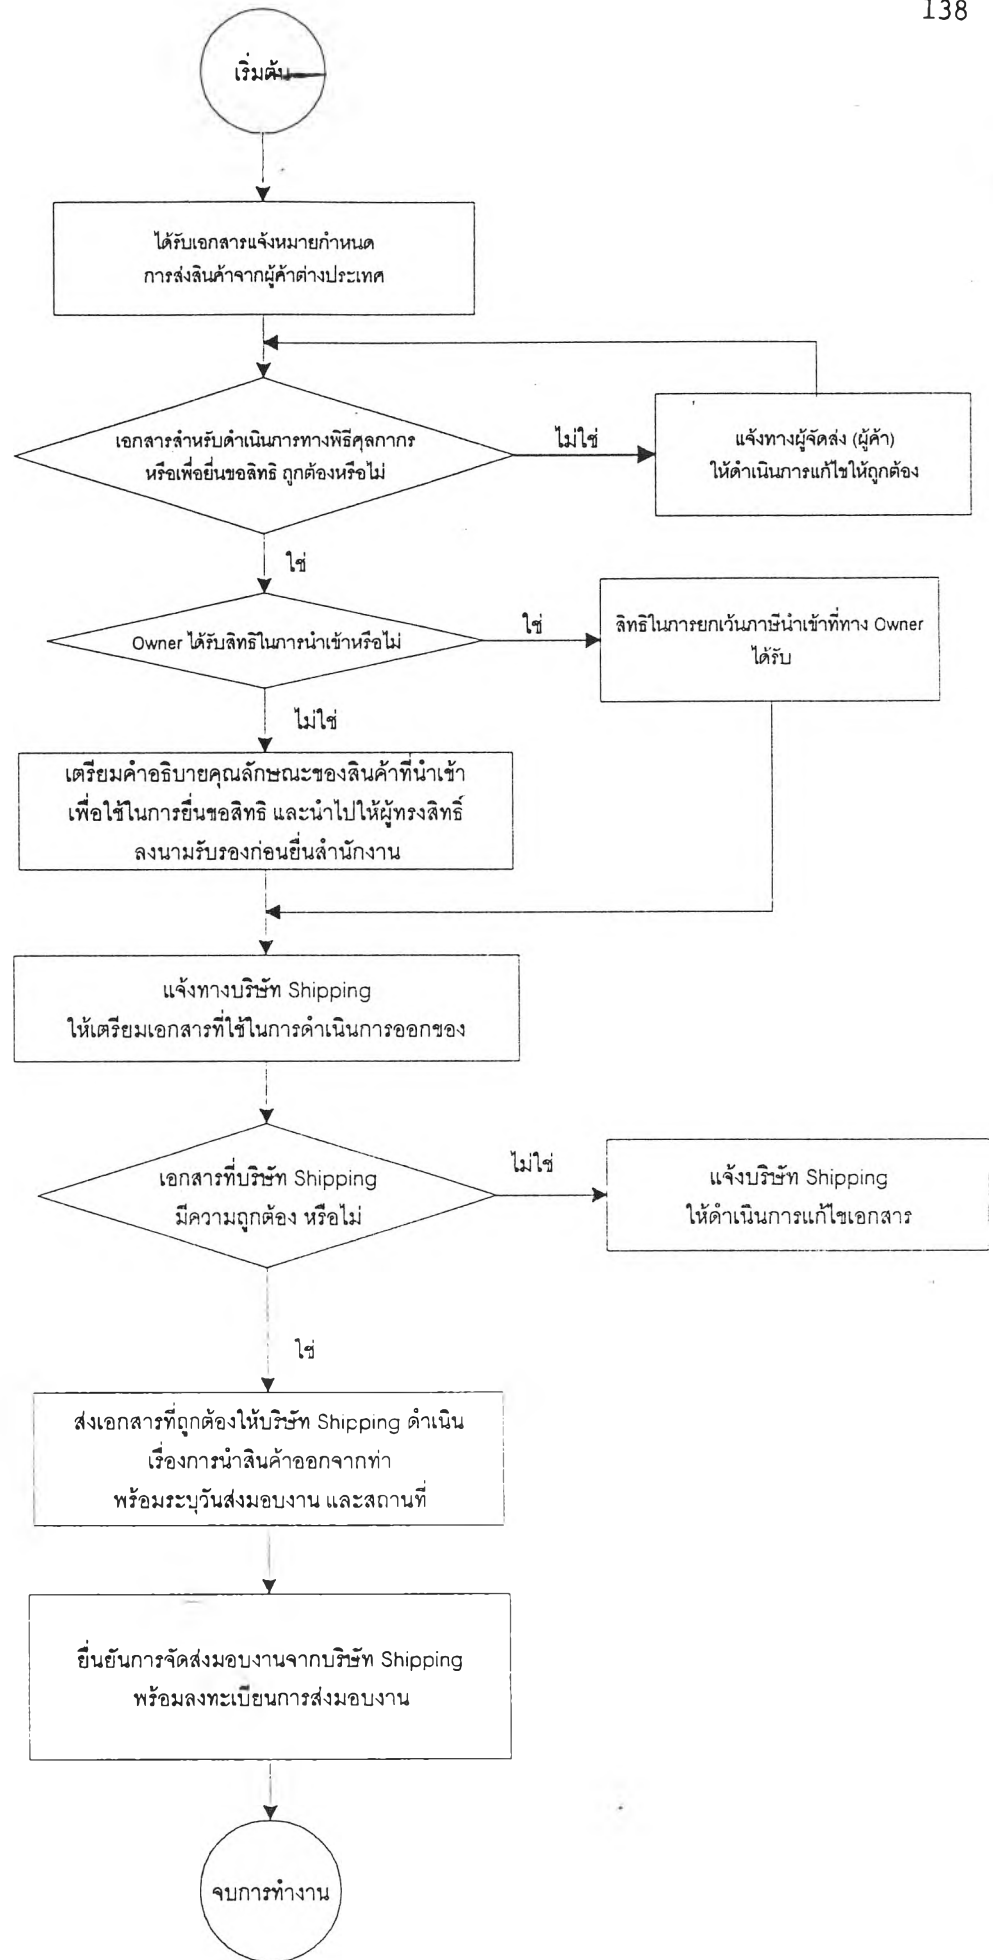 138
เริ่มต้น
ได้รับเอกสารแจ้งหมายกำหนด
การส่งสินค้าจากผู้ค้าต่างประเทศ
เอกสารสำหรับดำเนินการทางพิธีศุลกากร
หรือเพื่อยื่นขอสิทธิ ถูกต้องหรือไม่
ไม่ใช่
แจ้งทางผู้จัดส่ง (ผู้ค้า)
ให้ดำเนินการแก้ไขให้ถูกต้อง
ใช่
Owner ได้รับสิทธิในการนำเข้าหรือไม่
ใช่
สิทธิในการยกเว้นภาษีนำเข้าที่ทาง Owner
ได้รับ
ไม่ใช่
เตรียมคำอธิบายคุณลักษณะของสินค้าที่นำเข้า
เพื่อใช้ในการยื่นขอสิทธิ และนำไปให้ผู้ทรงสิทธิ์
ลงนามรับรองก่อนยื่นสำนักงาน
แจ้งทางบริษัท Shipping
ให้เตรียมเอกสารที่ใช้ในการดำเนินการออกของ
เอกสารที่บริษัท Shipping
มีความถูกต้อง หรือไม่
ไม่ใช่
แจ้งบริษัท Shipping
ให้ดำเนินการแก้ไขเอกสาร
ใช่
ส่งเอกสารที่ถูกต้องให้บริษัท Shipping ดำเนิน
เรื่องการนำสินค้าออกจากท่า
พร้อมระบุวันส่งมอบงาน และสถานที่
ยืนยันการจัดส่งมอบงานจากบริษัท Shipping
พร้อมลงทะเบียนการส่งมอบงาน
จบการทำงาน